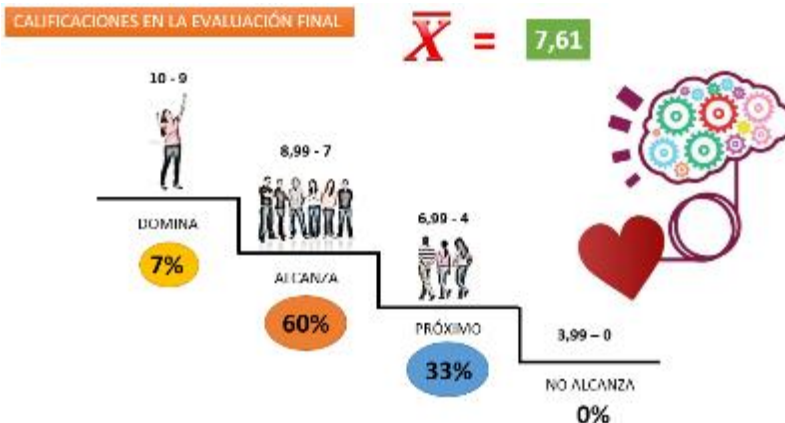 CALIFICACIONES EN LA EVALUACIÓN FINAL
X̄ = 7,61
10 - 9
DOMINA
7%
8,99 - 7
ALCANZA
60%
6,99 - 4
PRÓXIMO
33%
3,99 – 0
NO ALCANZA
0%